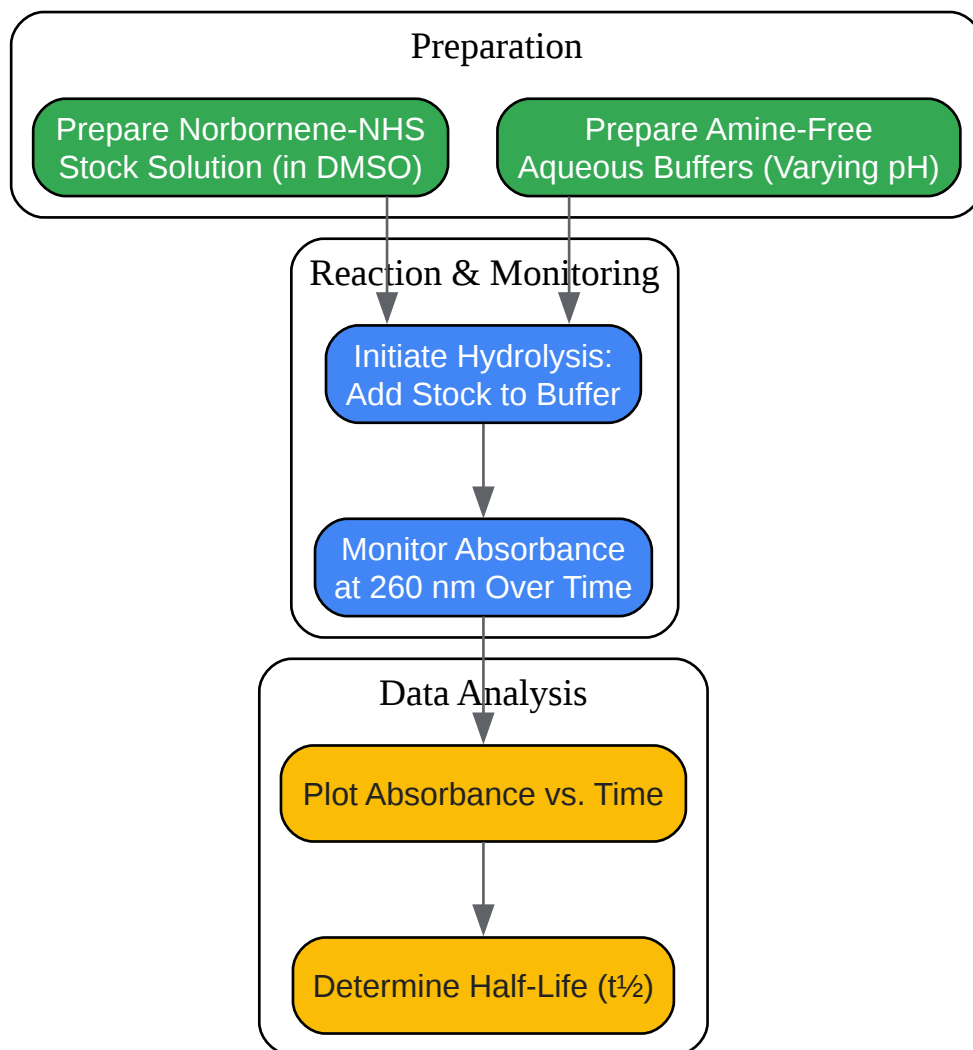 Preparation
Prepare Norbornene-NHS
Stock Solution (in DMSO)
Prepare Amine-Free
Aqueous Buffers (Varying pH)
Reaction & Monitoring
Initiate Hydrolysis:
Add Stock to Buffer
Monitor Absorbance
at 260 nm Over Time
Data Analysis
Plot Absorbance vs. Time
Determine Half-Life (t½)